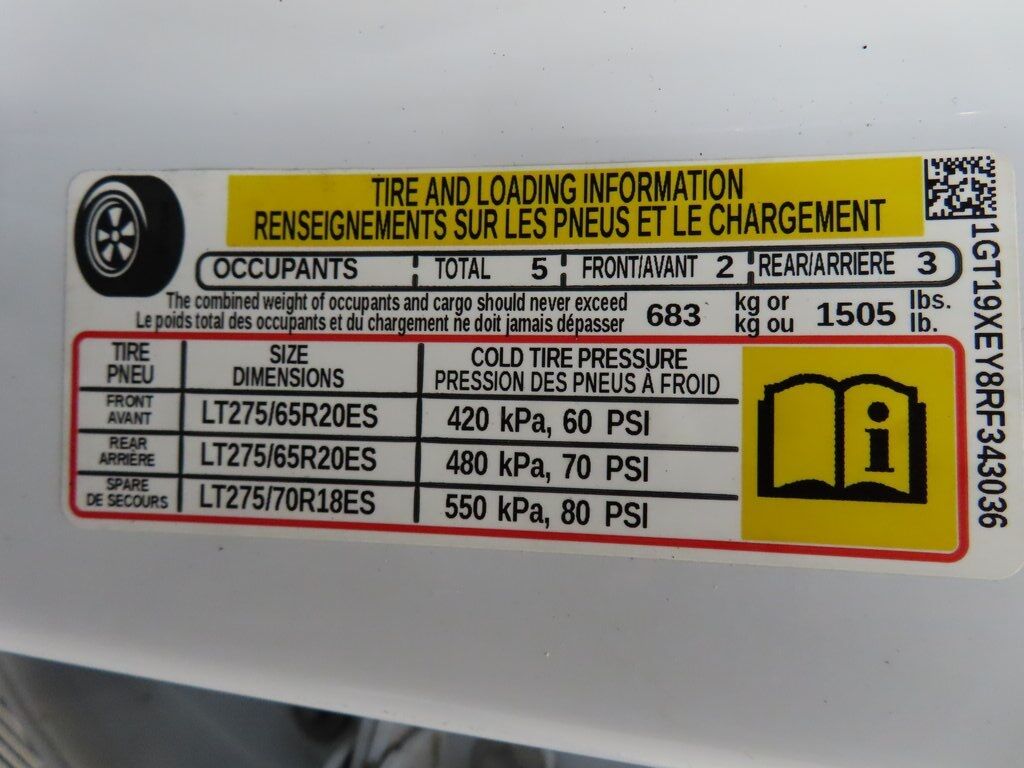 TIRE AND LOADING INFORMATION
RENSEIGNEMENTS SUR LES PNEUS ET LE CHARGEMENT
OCCUPANTS TOTAL 5 FRONT/AVANT 2 REAR/ARRIÈRE 3
The combined weight of occupants and cargo should never exceed 683 kg or 1505 lbs.
Le poids total des occupants et du chargement ne doit jamais dépasser kg ou lb.
TIRE SIZE COLD TIRE PRESSURE
PNEU DIMENSIONS PRESSION DES PNEUS À FROID
FRONT
AVANT LT275/65R20ES 420 kPa, 60 PSI
REAR
ARRIÈRE LT275/65R20ES 480 kPa, 70 PSI
SPARE
DE SECOURS LT275/70R18ES 550 kPa, 80 PSI
i
1GT19XEY8RF343036